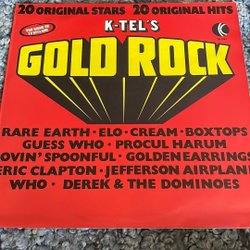 20 ORIGINAL STARS 20 ORIGINAL HITS
K-TEL'S
GOLD ROCK
RARE EARTH · ELO · CREAM · BOXTOPS
GUESS WHO · PROCUL HARUM
OVIN' SPOONFUL · GOLDEN EARRING
ERIC CLAPTON · JEFFERSON AIRPLANE
WHO · DEREK & THE DOMINOES